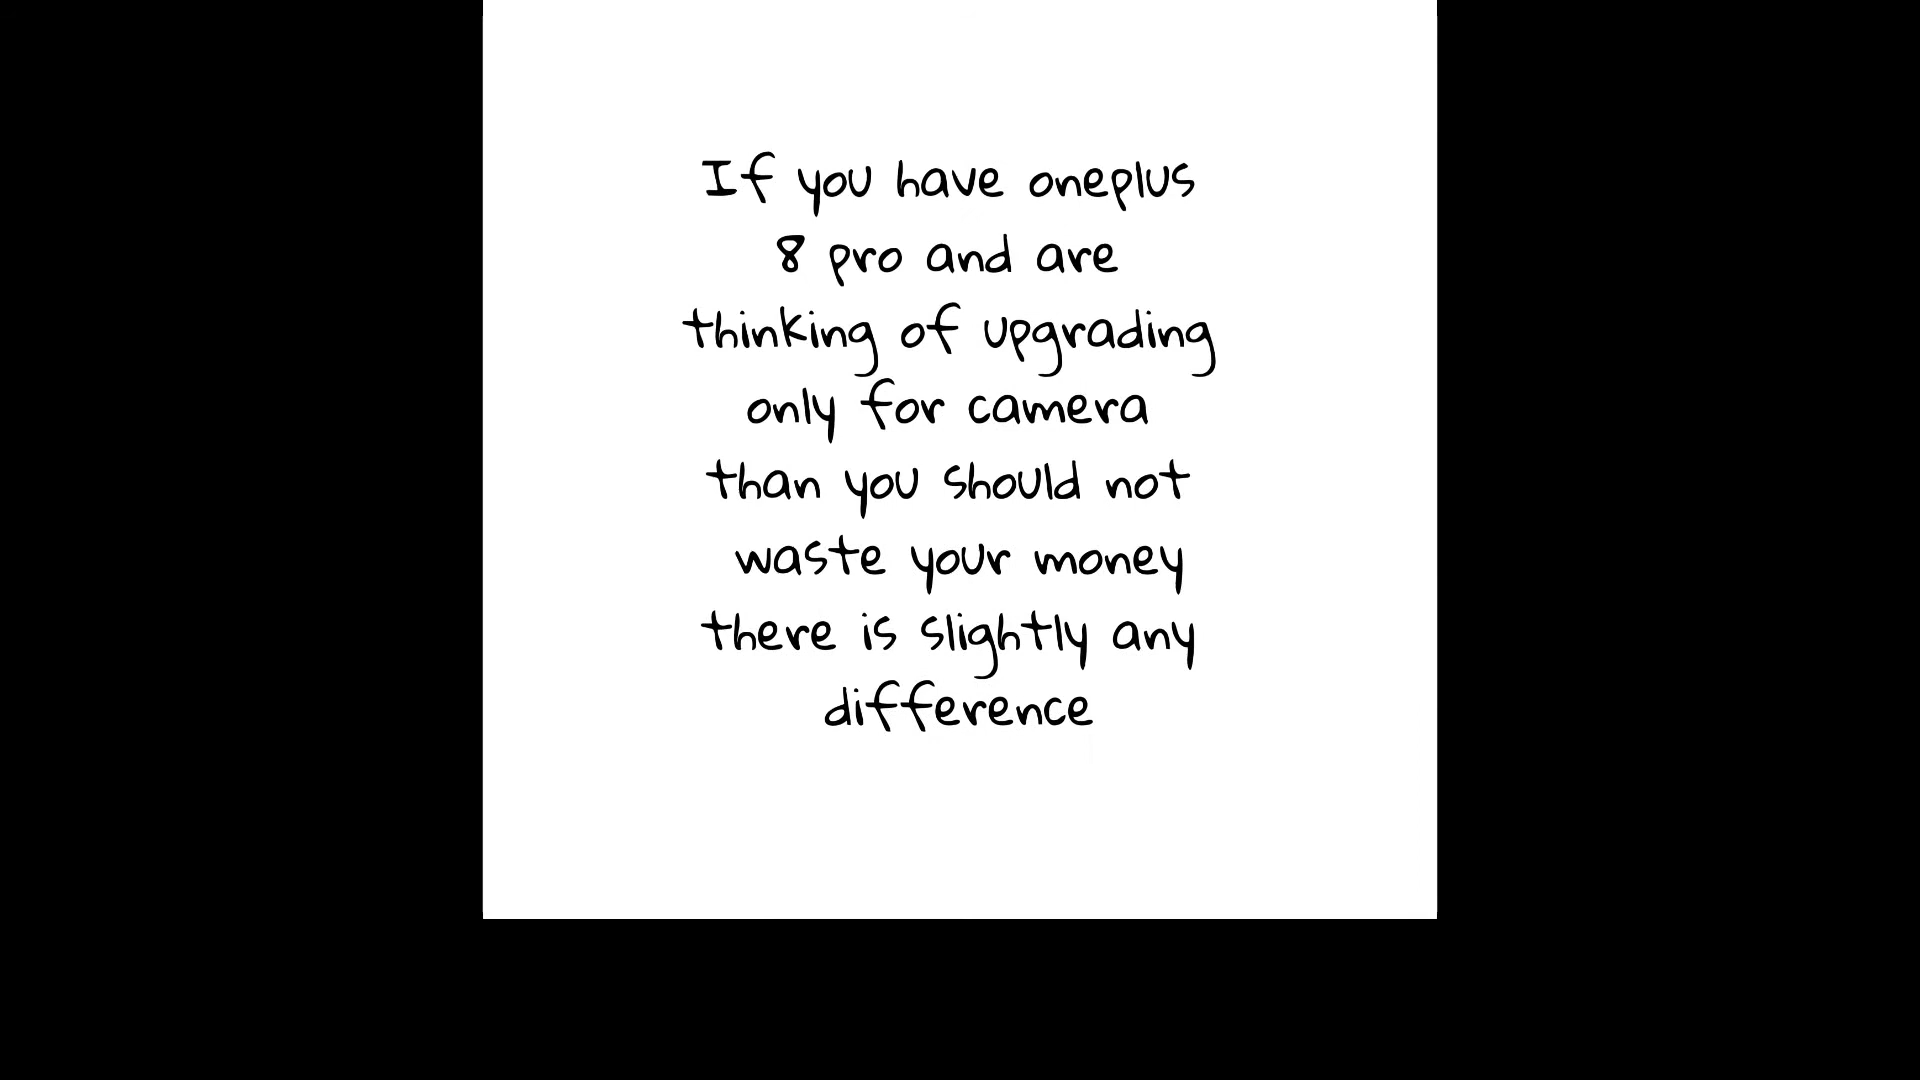 If you have oneplus
8 pro and are
thinking of upgrading
only for camera
than you should not
waste your money
there is slightly any
difference